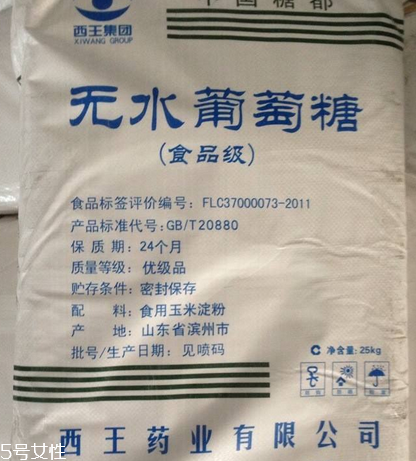 西王集团
XIWANG GROUP
中国糖都
无水葡萄糖
(食品级)
食品标签评价编号：FLC37000073-2011
产品标准代号：GB/T20880
保质期：24个月
质量等级：优级品
贮存条件：密封保存
配料：食用玉米淀粉
产地：山东省滨州市
批号/生产日期：见喷码
C 净含量：25kg
西王药业有限公司
5号女性